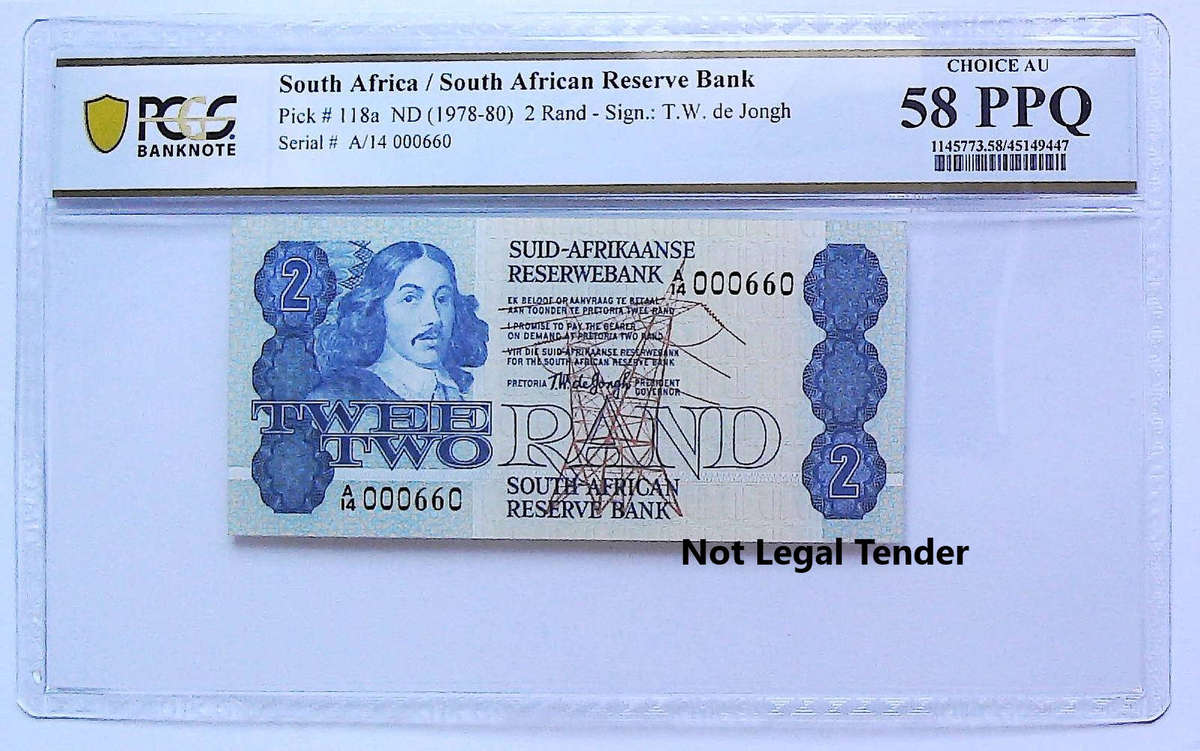 PCGS
BANKNOTE
South Africa / South African Reserve Bank
Pick # 118a ND (1978-80) 2 Rand - Sign.: T.W. de Jongh
Serial # A/14 000660
CHOICE AU
58 PPQ
1145773.58/45149447
2
SUID-AFRIKAANSE
RESERWEBANK
A/14 000660
EK BELOOF OP AANVRAAG TE BETAAL
AAN TOONDER TE PRETORIA TWEE RAND
I PROMISE TO PAY THE BEARER
ON DEMAND AT PRETORIA TWO RAND
VIR DIE SUID-AFRIKAANSE RESERWEBANK
FOR THE SOUTH AFRICAN RESERVE BANK
PRETORIA T.W. de Jongh PRESIDENT
GOVERNOR
TWEE
TWO
RAND
2
A/14 000660
SOUTH AFRICAN
RESERVE BANK
Not Legal Tender